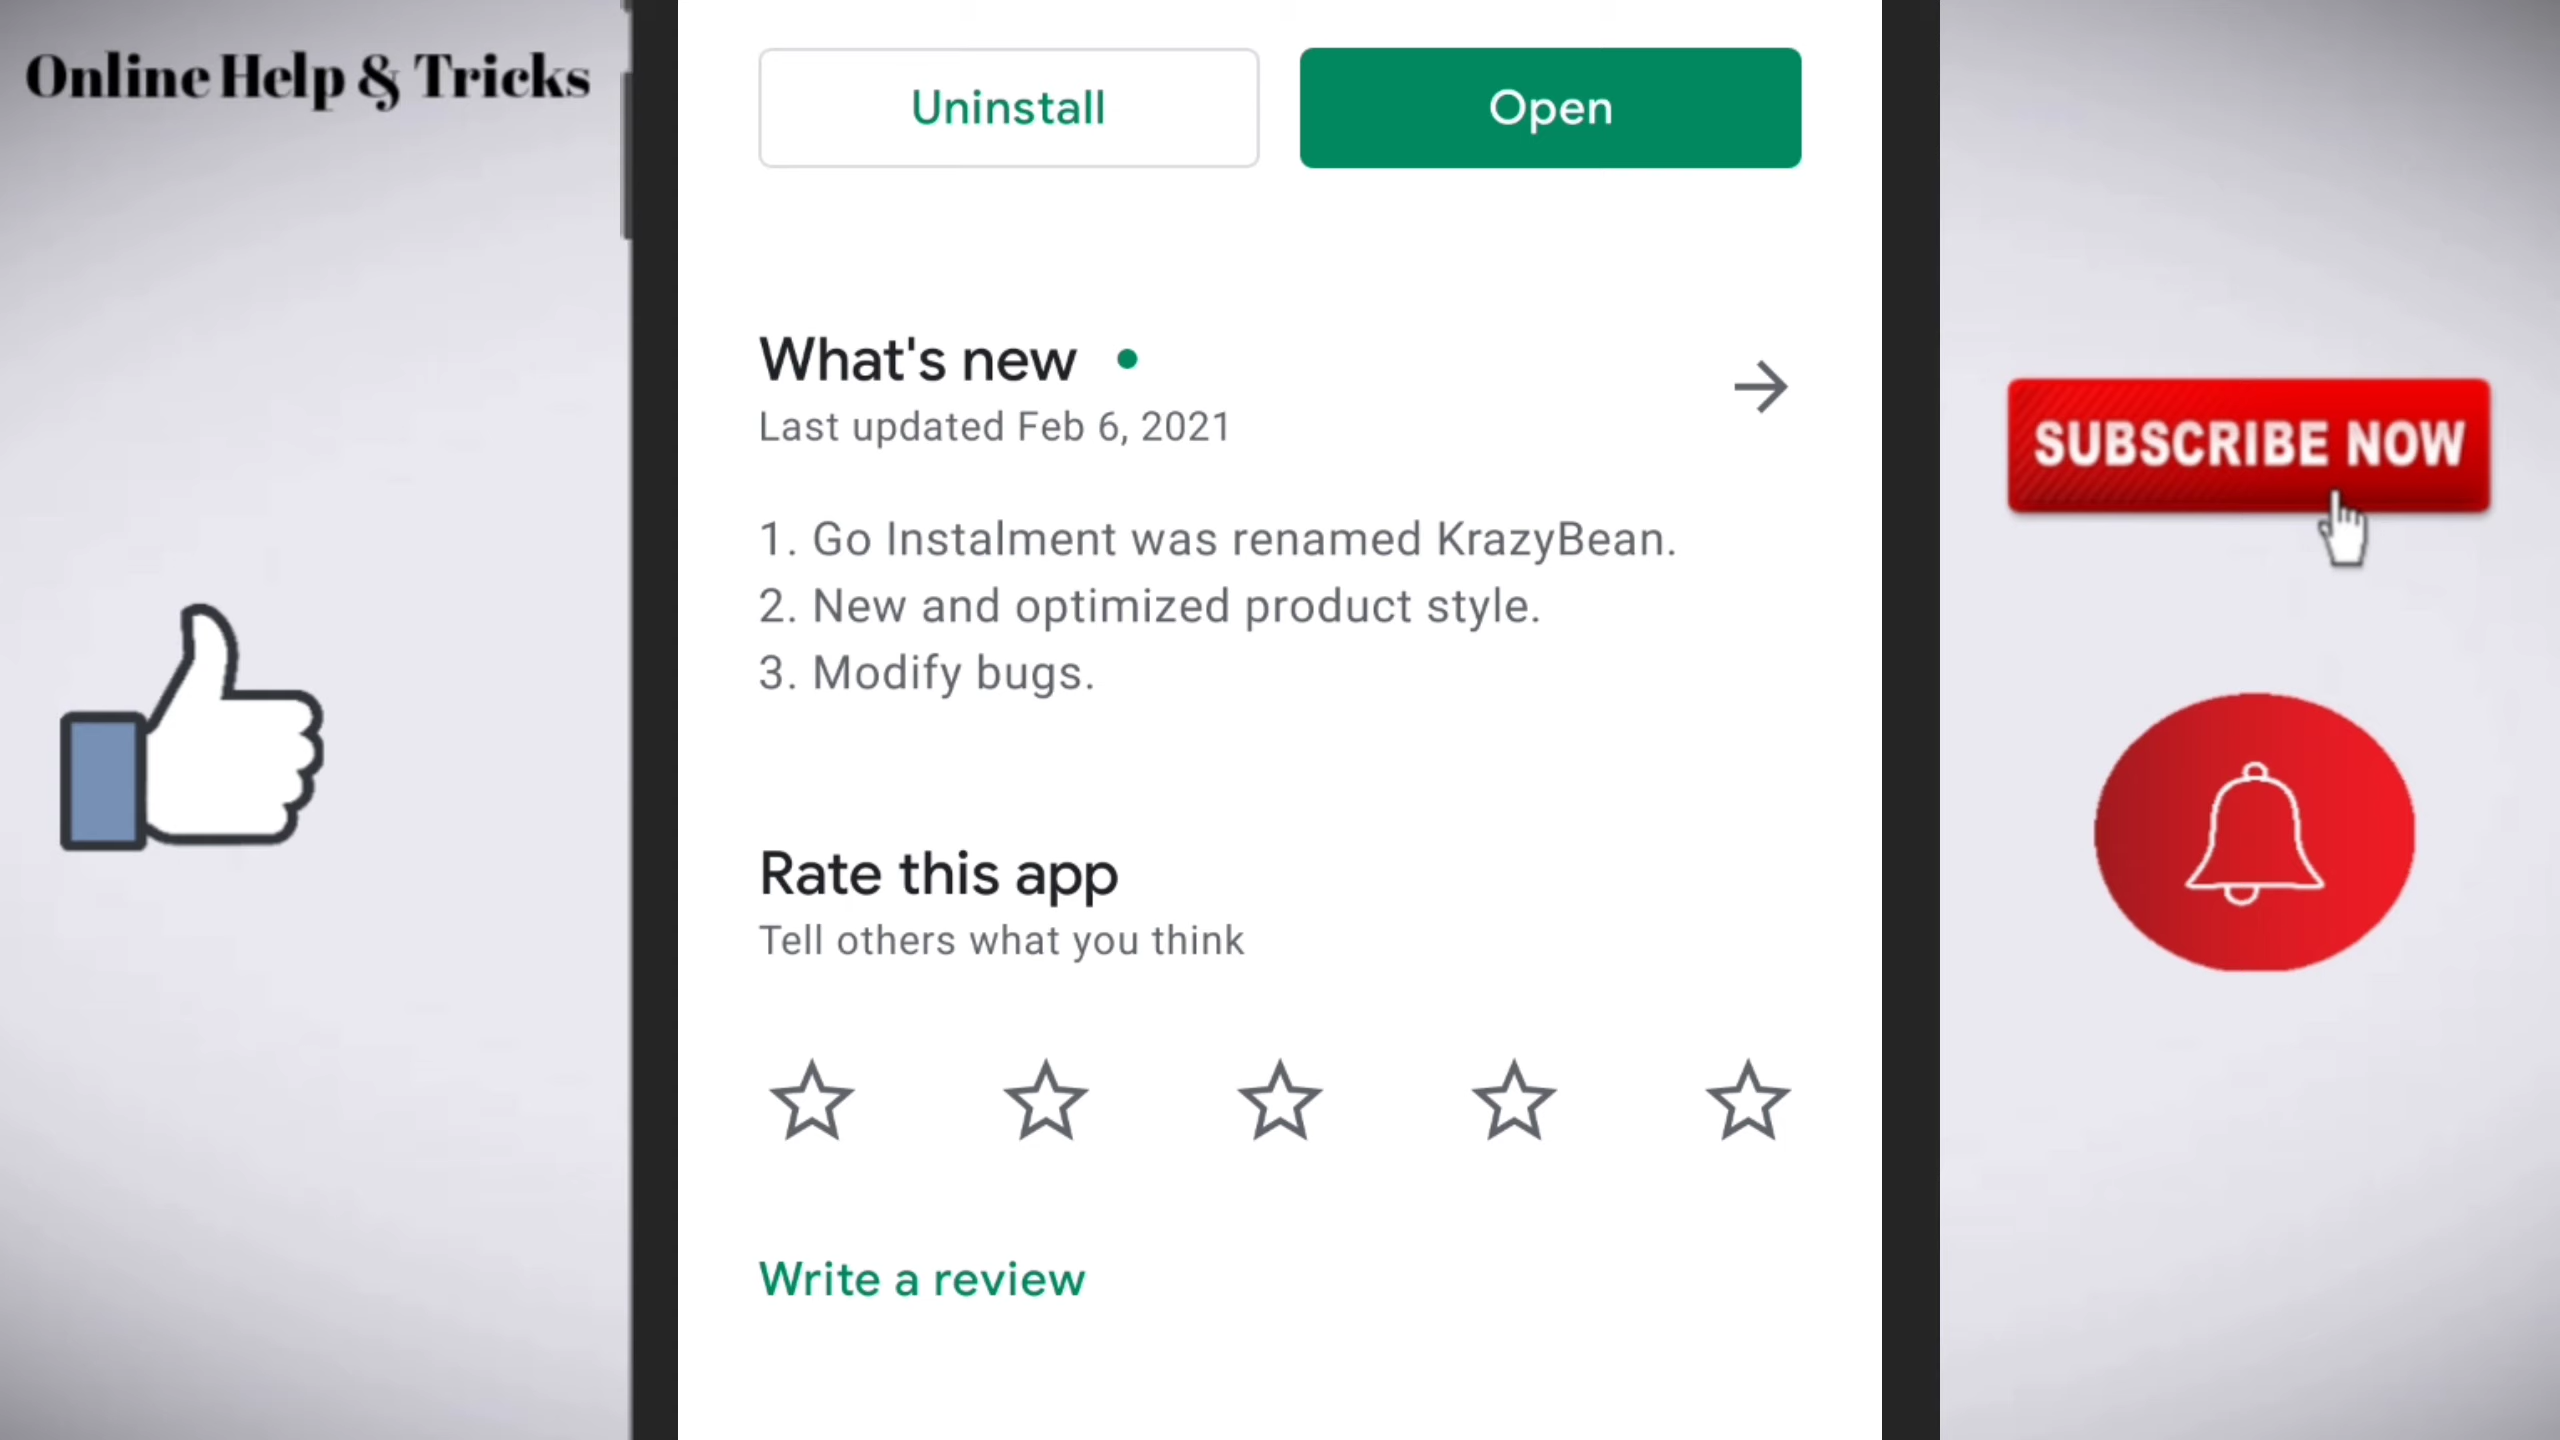 Online Help & Tricks
Uninstall
Open
What's new
Last updated Feb 6, 2021
1. Go Instalment was renamed KrazyBean.
2. New and optimized product style.
3. Modify bugs.
Rate this app
Tell others what you think
Write a review
SUBSCRIBE NOW